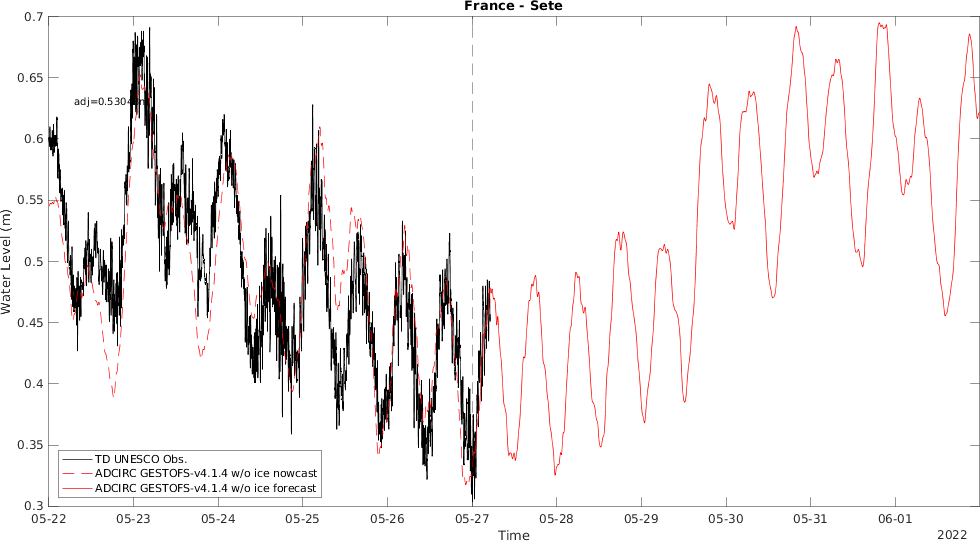 France - Sete
0.7
0.65
0.6
0.55
0.5
0.45
0.4
0.35
0.3
Water Level (m)
adj=0.5304
TD UNESCO Obs.
ADCIRC GESTOFS-v4.1.4 w/o ice nowcast
ADCIRC GESTOFS-v4.1.4 w/o ice forecast
05-22 05-23 05-24 05-25 05-26 05-27 05-28 05-29 05-30 05-31 06-01
Time
2022